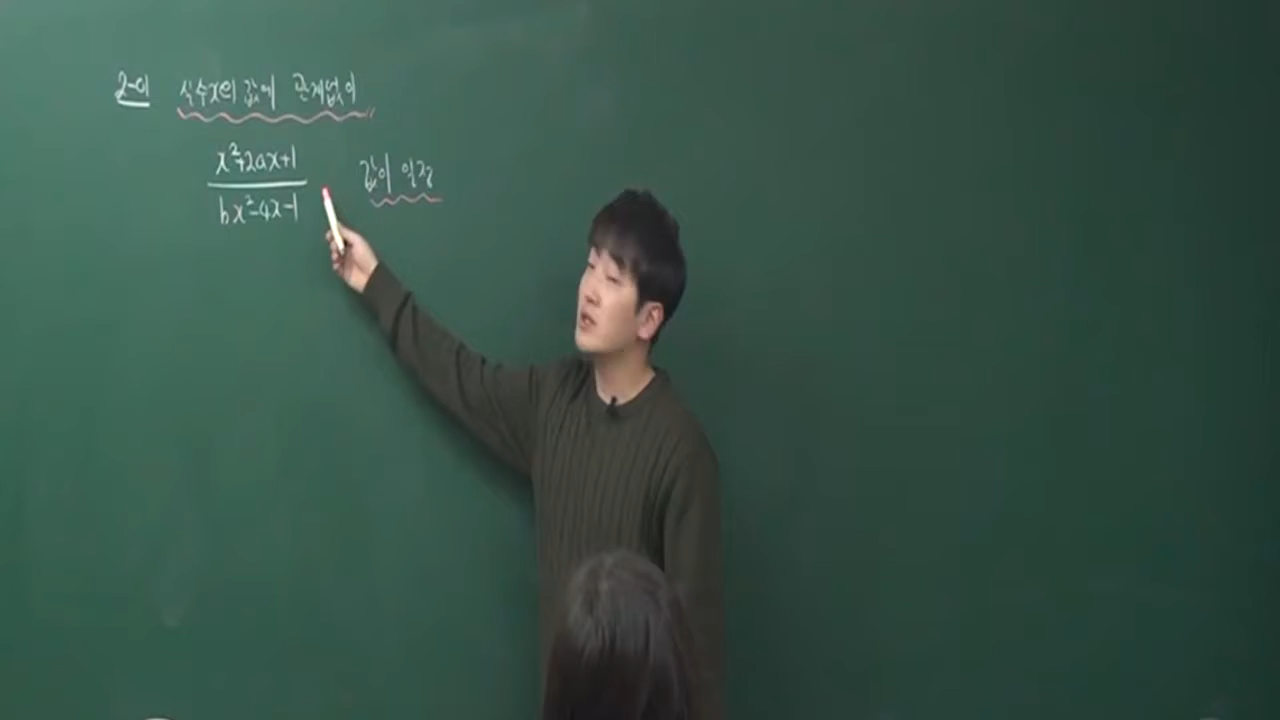 2-01 실수x의 값에 관계없이
x²+2ax+1 값이 일정
bx²-4x-1